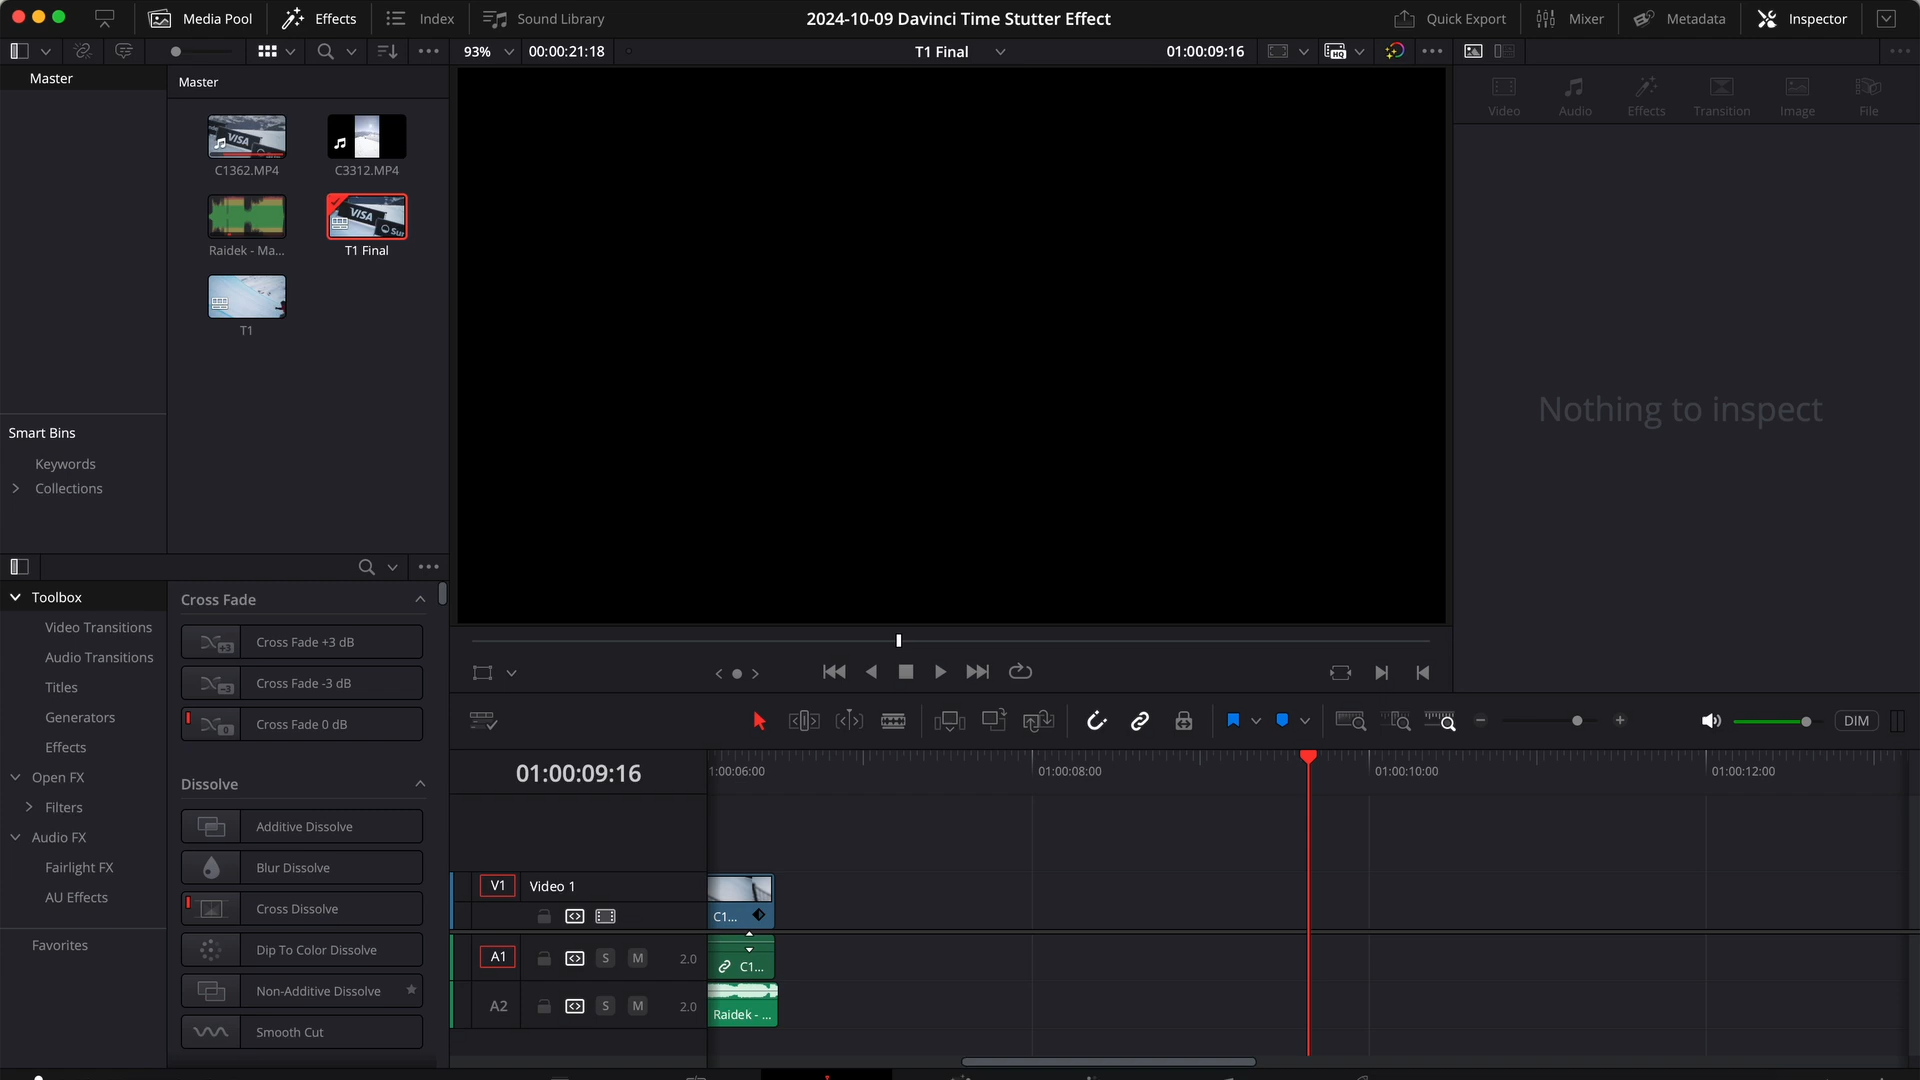 Media Pool
Effects
Index
Sound Library
2024-10-09 Davinci Time Stutter Effect
Quick Export
Mixer
Metadata
Inspector
93%
00:00:21:18
T1 Final
01:00:09:16
Master
Master
Video
Audio
Effects
Transition
Image
File
VISA
C1362.MP4
C3312.MP4
VISA
Raidek - Ma...
T1 Final
T1
Nothing to inspect
Smart Bins
Keywords
Collections
Toolbox
Video Transitions
Audio Transitions
Titles
Generators
Effects
Open FX
Filters
Audio FX
Fairlight FX
AU Effects
Favorites
Cross Fade
+3
Cross Fade +3 dB
-3
Cross Fade -3 dB
0
Cross Fade 0 dB
Dissolve
Additive Dissolve
Blur Dissolve
Cross Dissolve
Dip To Color Dissolve
Non-Additive Dissolve
Smooth Cut
DIM
01:00:09:16
1:00:06:00
01:00:08:00
01:00:10:00
01:00:12:00
V1
Video 1
C1...
A1
S
M
2.0
C1...
A2
S
M
2.0
Raidek - ...